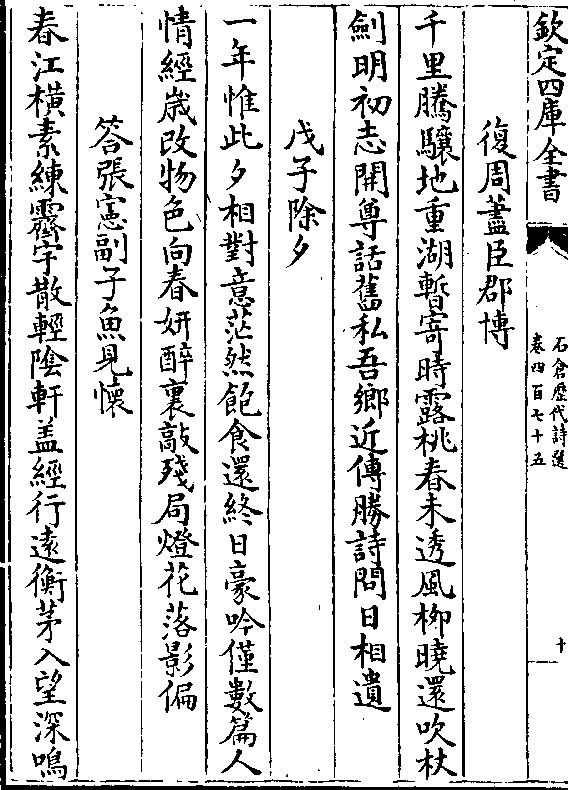 欽定四庫全書
石倉歴代詩選
卷四百七十五
十
復周藎臣郡博
千里騰驤地重湖暫寄時露桃春未透風柳曉還吹杖
劍明初志開尊話舊私吾鄉近傳勝詩問日相遺
戊子除夕
一年惟此夕相對意茫然飽食還終日豪吟僅數篇人
情經歲改物色向春妍醉裏敲殘局燈花落影偏
答張憲副子魚見懷
春江橫素練霽宇散輕陰軒盖經行遠衡茅入望深鳴